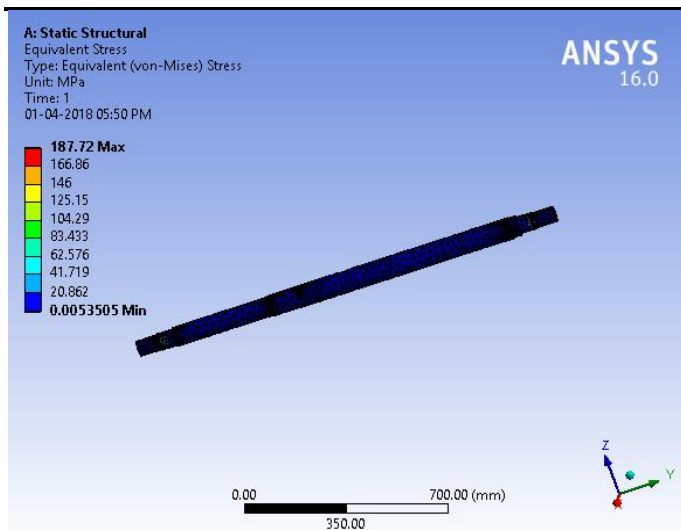 A: Static Structural
Equivalent Stress
Type: Equivalent (von-Mises) Stress
Unit: MPa
Time: 1
01-04-2018 05:50 PM
ANSYS
16.0
187.72 Max
166.86
146
125.15
104.29
83.433
62.576
41.719
20.862
0.0053505 Min
Z
Y
X
0.00 700.00 (mm)
350.00